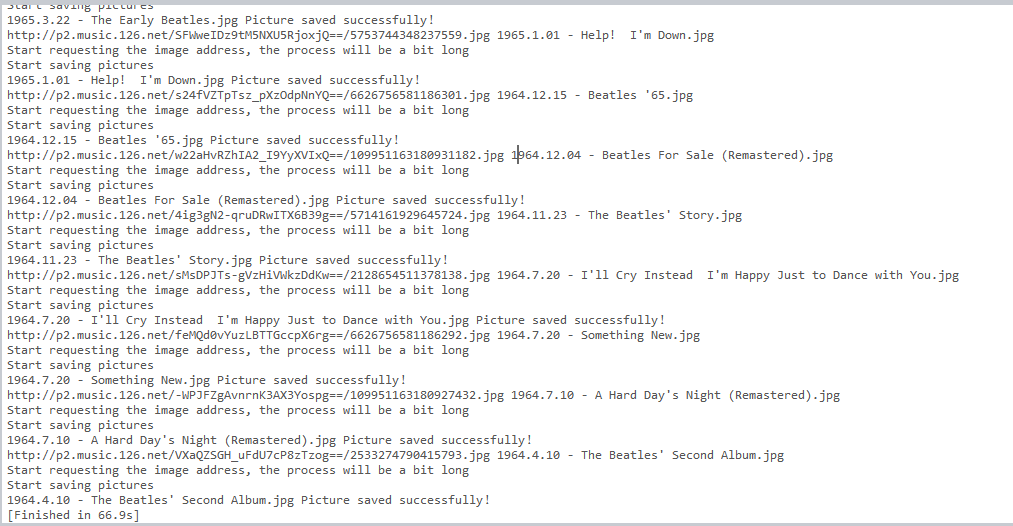 Start saving pictures
1965.3.22 - The Early Beatles.jpg Picture saved successfully!
http://p2.music.126.net/SFWweIDz9tM5NXU5RjoxjQ==/5753744348237559.jpg 1965.1.01 - Help!  I'm Down.jpg
Start requesting the image address, the process will be a bit long
Start saving pictures
1965.1.01 - Help!  I'm Down.jpg Picture saved successfully!
http://p2.music.126.net/s24fVZTpTsz_pXzOdpNnYQ==/6626756581186301.jpg 1964.12.15 - Beatles '65.jpg
Start requesting the image address, the process will be a bit long
Start saving pictures
1964.12.15 - Beatles '65.jpg Picture saved successfully!
http://p2.music.126.net/w22aHvRZhIA2_I9YyXVIxQ==/109951163180931182.jpg 1964.12.04 - Beatles For Sale (Remastered).jpg
Start requesting the image address, the process will be a bit long
Start saving pictures
1964.12.04 - Beatles For Sale (Remastered).jpg Picture saved successfully!
http://p2.music.126.net/4ig3gN2-qruDRwITX6B39g==/5714161929645724.jpg 1964.11.23 - The Beatles' Story.jpg
Start requesting the image address, the process will be a bit long
Start saving pictures
1964.11.23 - The Beatles' Story.jpg Picture saved successfully!
http://p2.music.126.net/sMsDPJTs-gVzHiVWkzDdKw==/2128654511378138.jpg 1964.7.20 - I'll Cry Instead  I'm Happy Just to Dance with You.jpg
Start requesting the image address, the process will be a bit long
Start saving pictures
1964.7.20 - I'll Cry Instead  I'm Happy Just to Dance with You.jpg Picture saved successfully!
http://p2.music.126.net/feMQd0vYuzLBTTGccpX6rg==/6626756581186292.jpg 1964.7.20 - Something New.jpg
Start requesting the image address, the process will be a bit long
Start saving pictures
1964.7.20 - Something New.jpg Picture saved successfully!
http://p2.music.126.net/-WPJFZgAvnrnK3AX3Yospg==/109951163180927432.jpg 1964.7.10 - A Hard Day's Night (Remastered).jpg
Start requesting the image address, the process will be a bit long
Start saving pictures
1964.7.10 - A Hard Day's Night (Remastered).jpg Picture saved successfully!
http://p2.music.126.net/VXaQZSGH_uFdU7cP8zTzog==/2533274790415793.jpg 1964.4.10 - The Beatles' Second Album.jpg
Start requesting the image address, the process will be a bit long
Start saving pictures
1964.4.10 - The Beatles' Second Album.jpg Picture saved successfully!
[Finished in 66.9s]